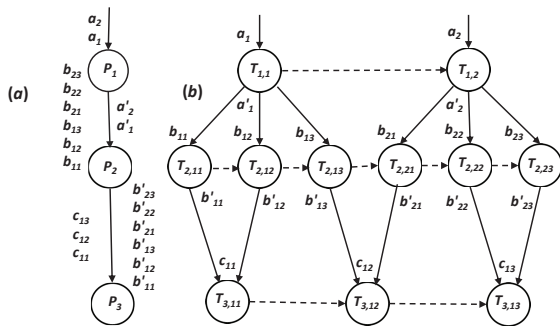 (a)
a2
a1
P1
b23
b22
b21
b13
b12
b11
a'2
a'1
P2
c13
c12
c11
b'23
b'22
b'21
b'13
b'12
b'11
P3
(b)
a1 a2
T1,1 T1,2
a'1 a'2
b11 b12 b13 b21 b22 b23
T2,11 T2,12 T2,13 T2,21 T2,22 T2,23
b'11 b'12 b'13 b'21 b'22 b'23
c11 c12 c13
T3,11 T3,12 T3,13